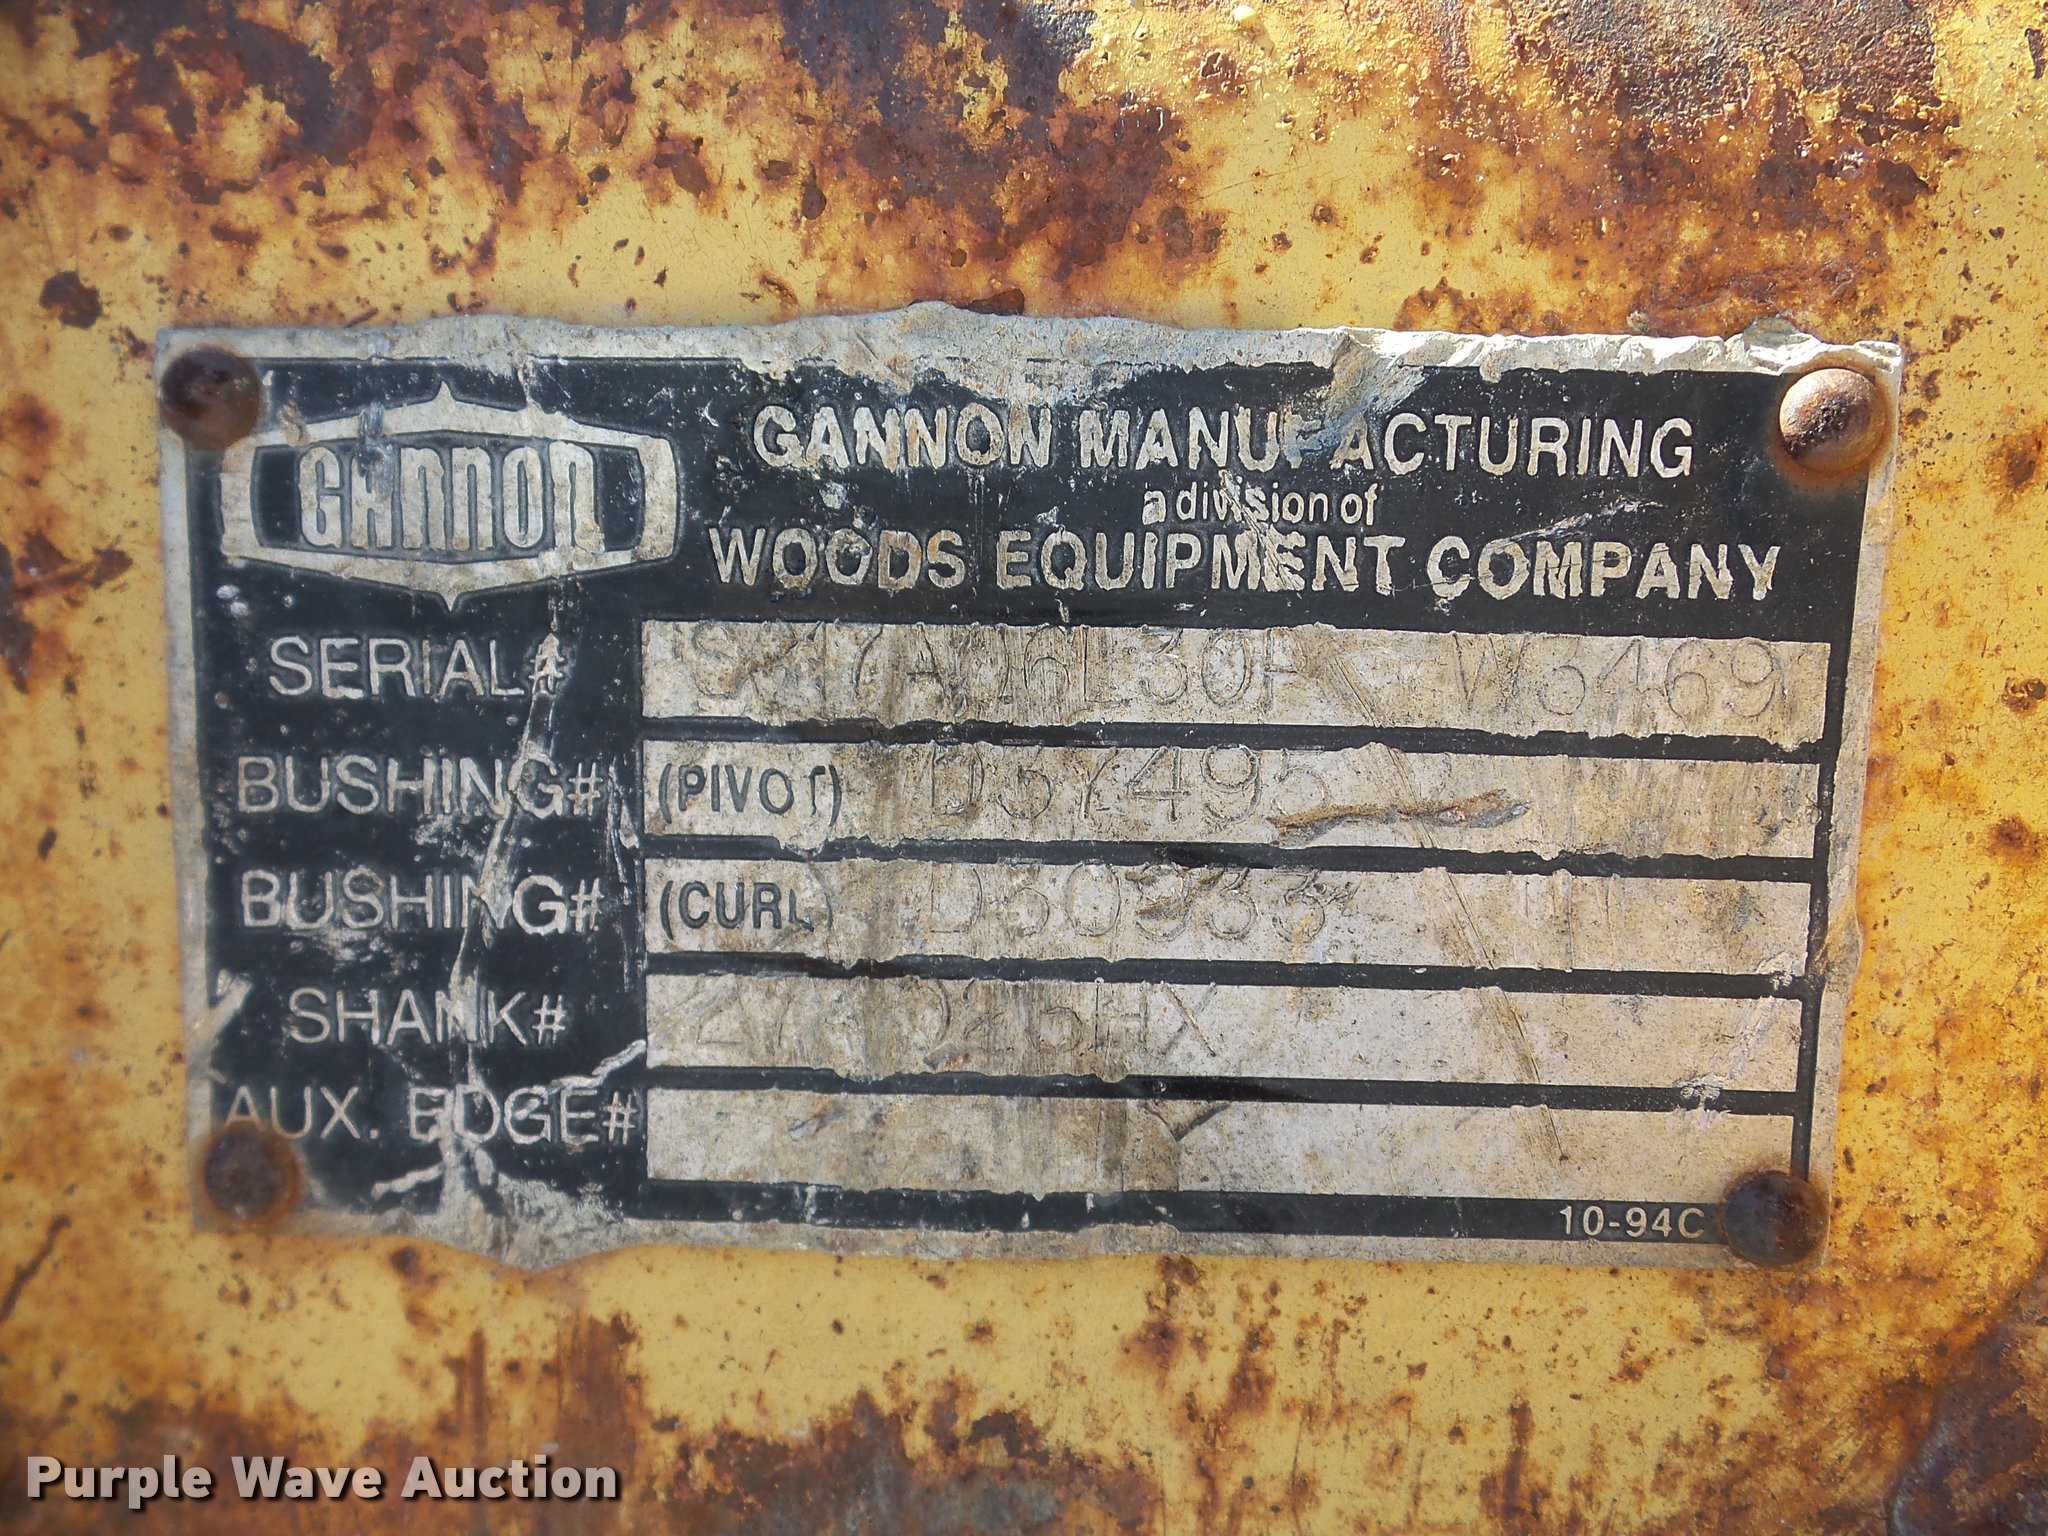 GANNON
GANNON MANUFACTURING
a division of
WOODS EQUIPMENT COMPANY
SERIAL#
BUSHING# (PIVOT) D37495
BUSHING# (CURL)
SHANK#
AUX. EDGE#
10-94C
Purple Wave Auction